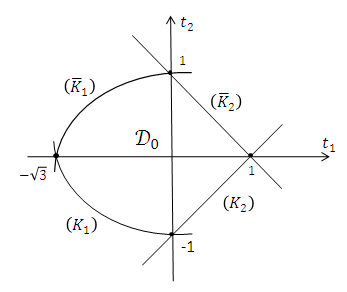 t₂
(K̅₁)
1
(K̅₂)
𝒟₀
t₁
−√3
1
(K₁)
(K₂)
-1